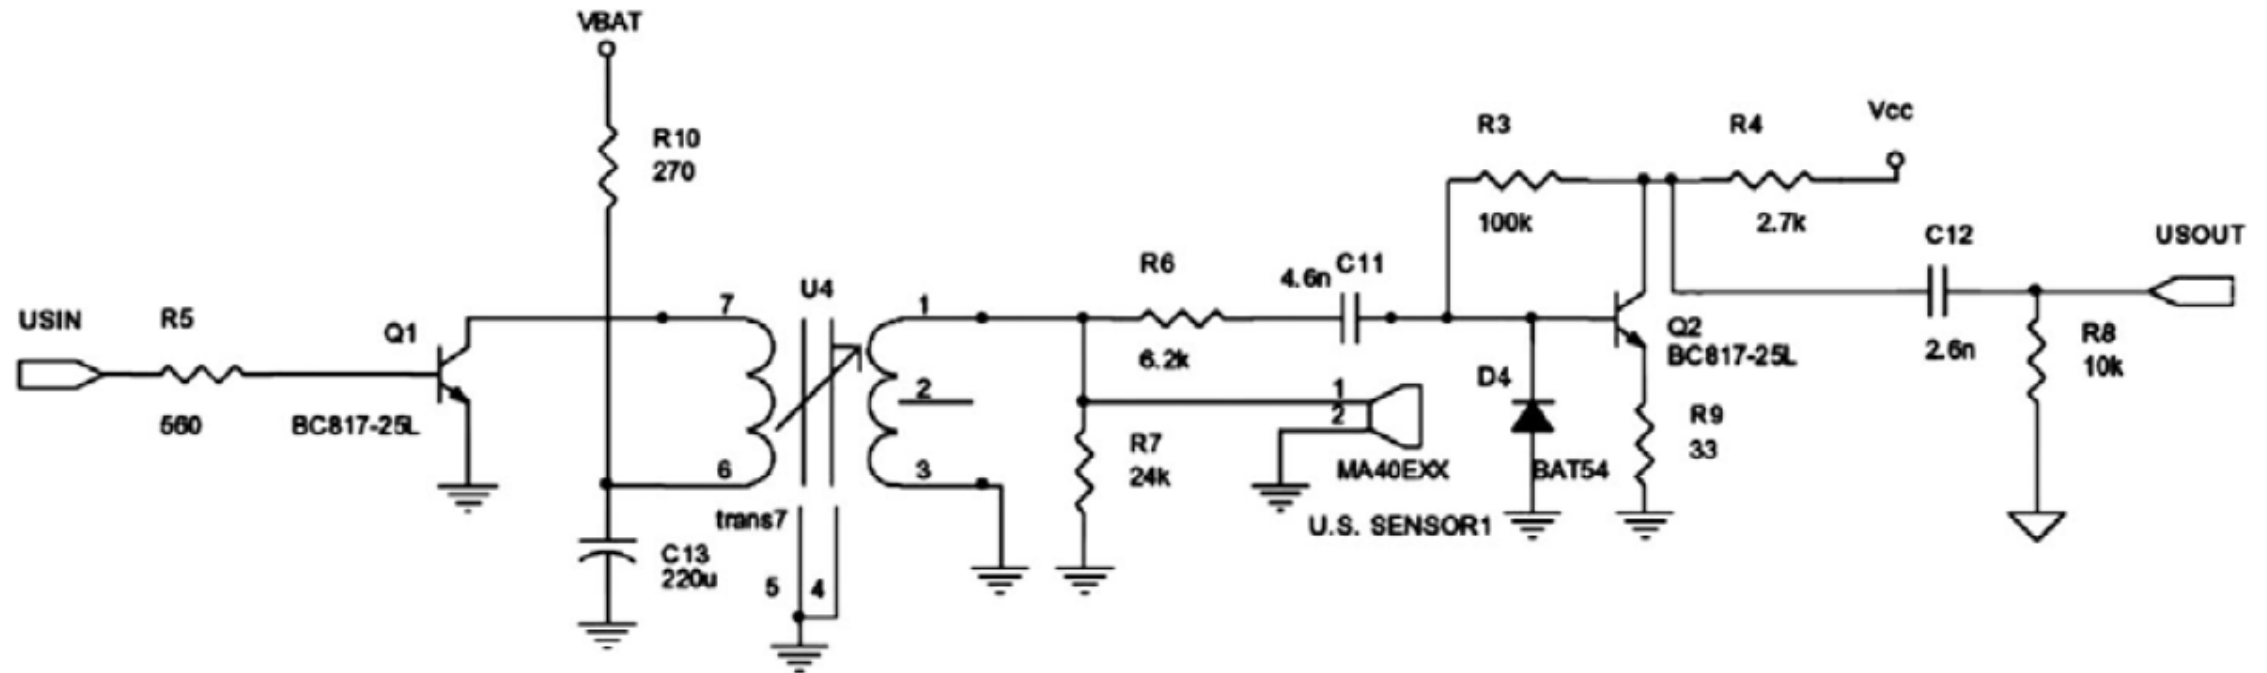 VBAT
R10
270
R3
R4
Vcc
100k
2.7k
C12
USOUT
R6
4.6n
C11
U4
7
1
USIN
R5
Q1
Q2
BC817-25L
R8
10k
6.2k
2.6n
D4
1
2
2
560
BC817-25L
R7
24k
R9
33
6
3
MA40EXX
BAT54
trans7
U.S. SENSOR1
C13
220u
5
4